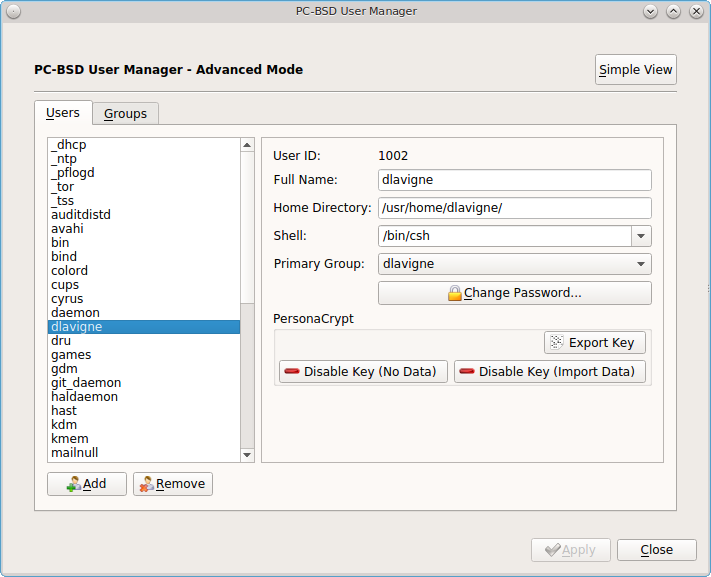 PC-BSD User Manager
PC-BSD User Manager - Advanced Mode
Simple View
Users
Groups
_dhcp
_ntp
_pflogd
_tor
_tss
auditdistd
avahi
bin
bind
colord
cups
cyrus
daemon
dlavigne
dru
games
gdm
git_daemon
haldaemon
hast
kdm
kmem
mailnull
User ID: 1002
Full Name: dlavigne
Home Directory: /usr/home/dlavigne/
Shell: /bin/csh
Primary Group: dlavigne
Change Password...
PersonaCrypt
Export Key
Disable Key (No Data)
Disable Key (Import Data)
Add
Remove
Apply
Close